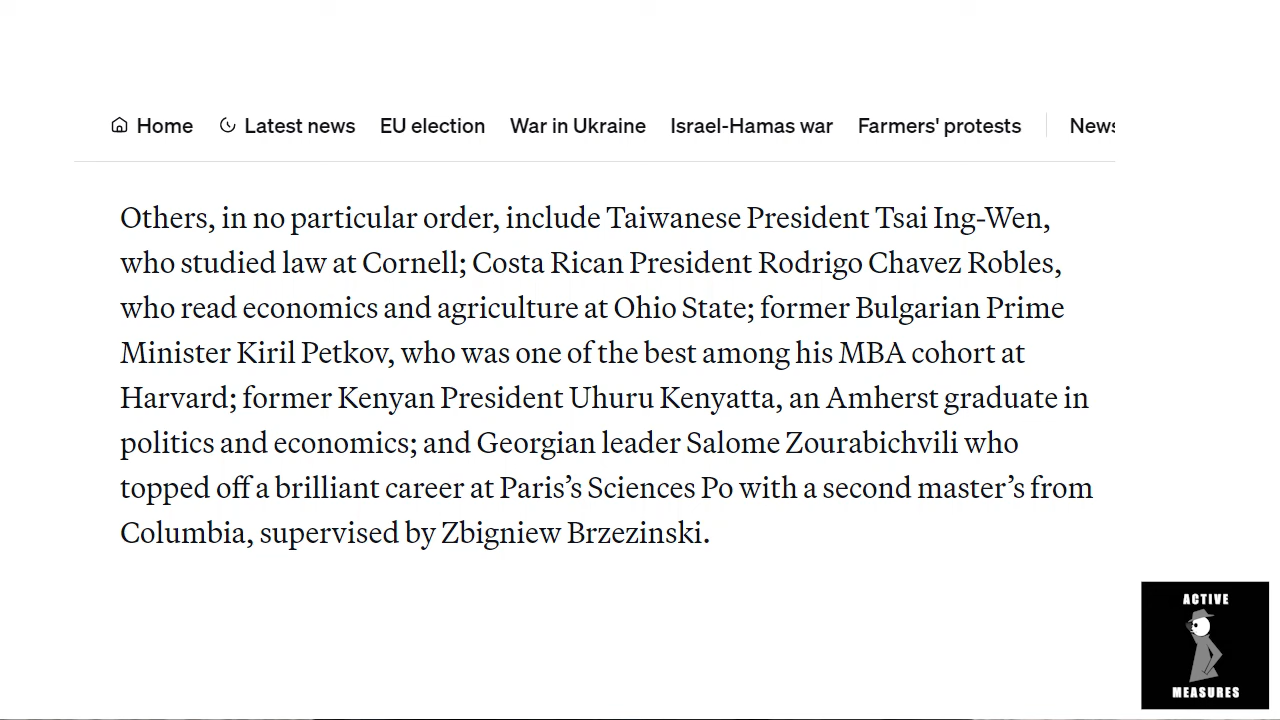 Home Latest news EU election War in Ukraine Israel-Hamas war Farmers' protests News
Others, in no particular order, include Taiwanese President Tsai Ing-Wen,
who studied law at Cornell; Costa Rican President Rodrigo Chavez Robles,
who read economics and agriculture at Ohio State; former Bulgarian Prime
Minister Kiril Petkov, who was one of the best among his MBA cohort at
Harvard; former Kenyan President Uhuru Kenyatta, an Amherst graduate in
politics and economics; and Georgian leader Salome Zourabichvili who
topped off a brilliant career at Paris’s Sciences Po with a second master’s from
Columbia, supervised by Zbigniew Brzezinski.
ACTIVE
MEASURES